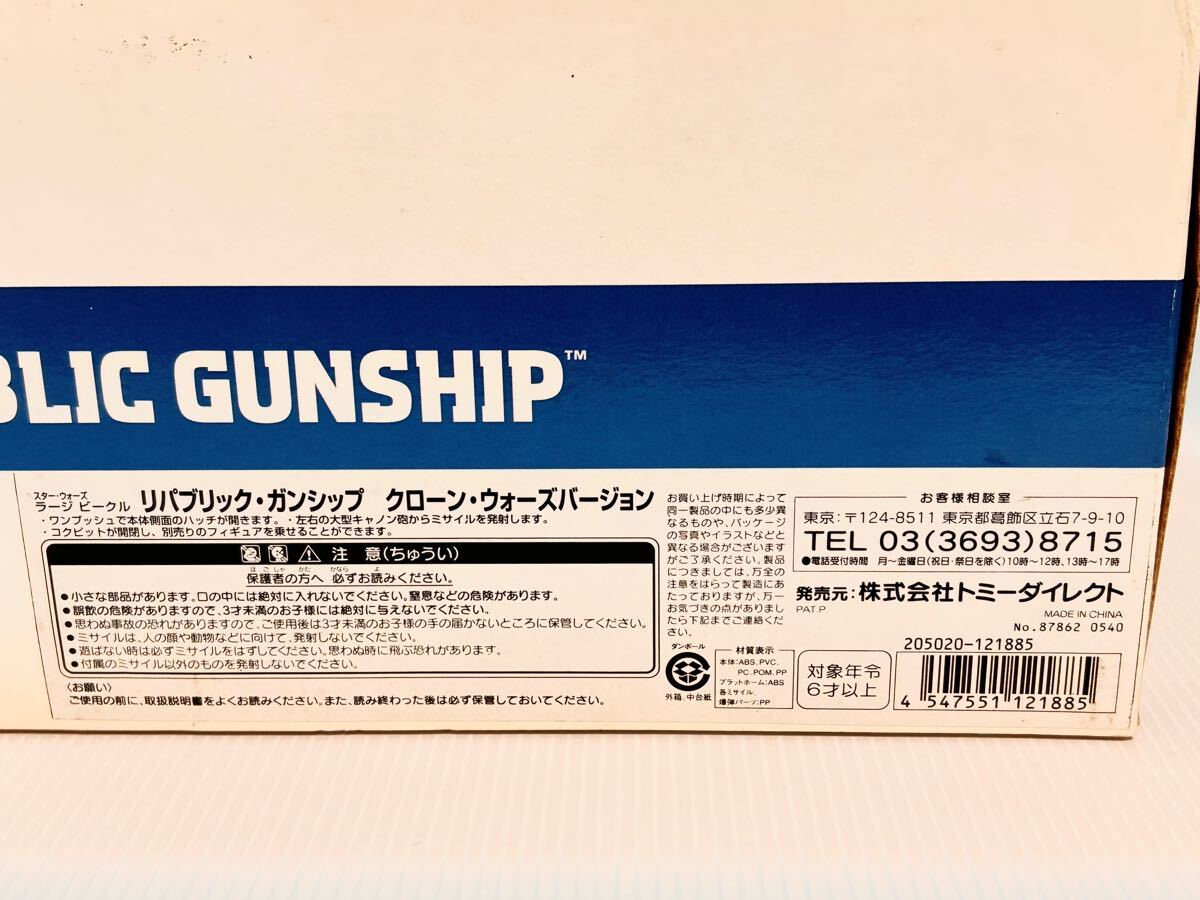 BLIC GUNSHIP™
スター・ウォーズ
ラージ ビークル リパブリック・ガンシップ クローン・ウォーズバージョン
・ワンプッシュで本体側面のハッチが開きます。・左右の大型キャノン砲からミサイルを発射します。
・コクピットが開閉し、別売りのフィギュアを乗せることができます。
注 意(ちゅうい)
ほごしゃ かた かなら よ
保護者の方へ 必ずお読みください。
●小さな部品があります。口の中には絶対に入れないでください。窒息などの危険があります。
●誤飲の危険がありますので、3才未満のお子様には絶対に与えないでください。
●思わぬ事故の恐れがありますので、ご使用後は3才未満のお子様の手の届かないところに保管してください。
●ミサイルは、人の顔や動物などに向けて、発射しないでください。
●遊ばない時は必ずミサイルをはずしてください。思わぬ時に飛ぶ恐れがあります。
●付属のミサイル以外のものを発射しないでください。
〈お願い〉
ご使用の前に、取扱説明書をよくお読みください。また、読み終わった後は必ず保管しておいてください。
お買い上げ時期によって
同一製品の中にも多少異
なるものや、パッケージ
の写真やイラストなどと
異なる場合がございます
がご了承ください。製品
につきましては、万全の
注意をはらって製造にあ
たっておりますが、万一
お気づきの点がありまし
たら下記までご連絡くだ
さい。
ダンボール
外箱、中台紙
材質表示
本体:ABS, PVC,
PC, POM, PP
プラットホーム:ABS
各ミサイル、
爆弾パーツ:PP
お客様相談室
東京:〒124-8511 東京都葛飾区立石7-9-10
TEL 03(3693)8715
●電話受付時間 月〜金曜日(祝日・祭日を除く)10時〜12時、13時〜17時
発売元:株式会社トミーダイレクト
PAT.P.
MADE IN CHINA
No.87862 0540
対象年令
6才以上
205020-121885
4 547551 121885